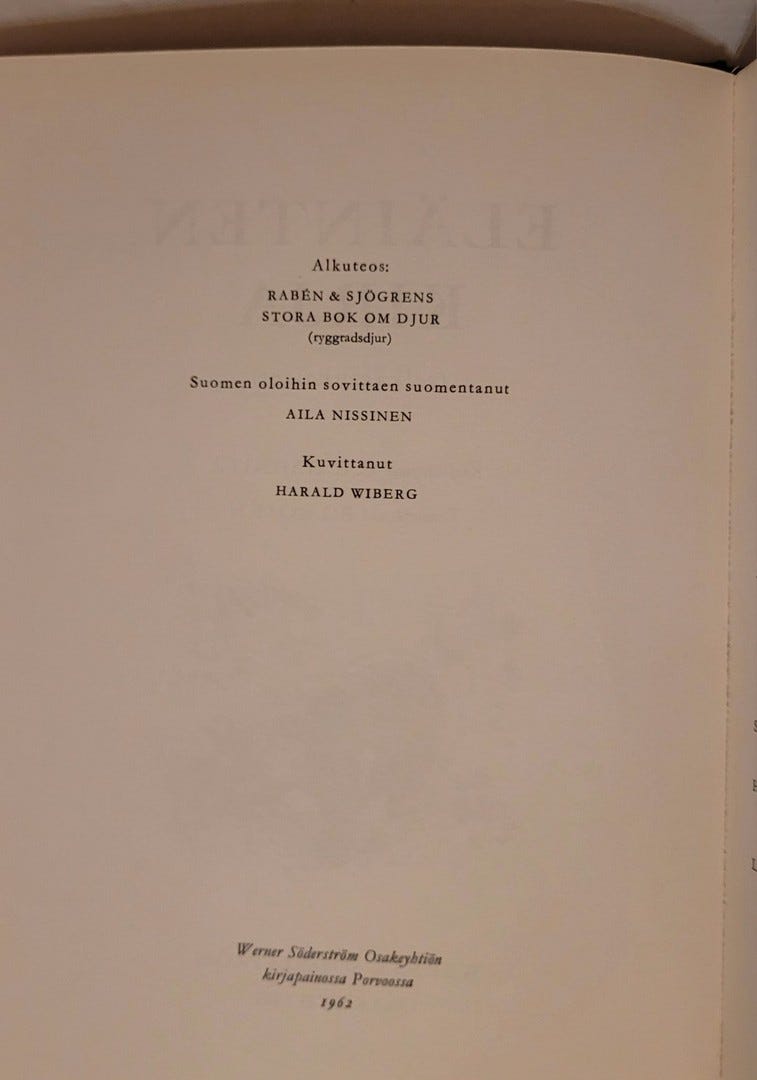 Alkuteos:
RABÉN & SJÖGRENS
STORA BOK OM DJUR
(ryggradsdjur)
Suomen oloihin sovittaen suomentanut
AILA NISSINEN
Kuvittanut
HARALD WIBERG
Werner Söderström Osakeyhtiön
kirjapainossa Porvoossa
1962